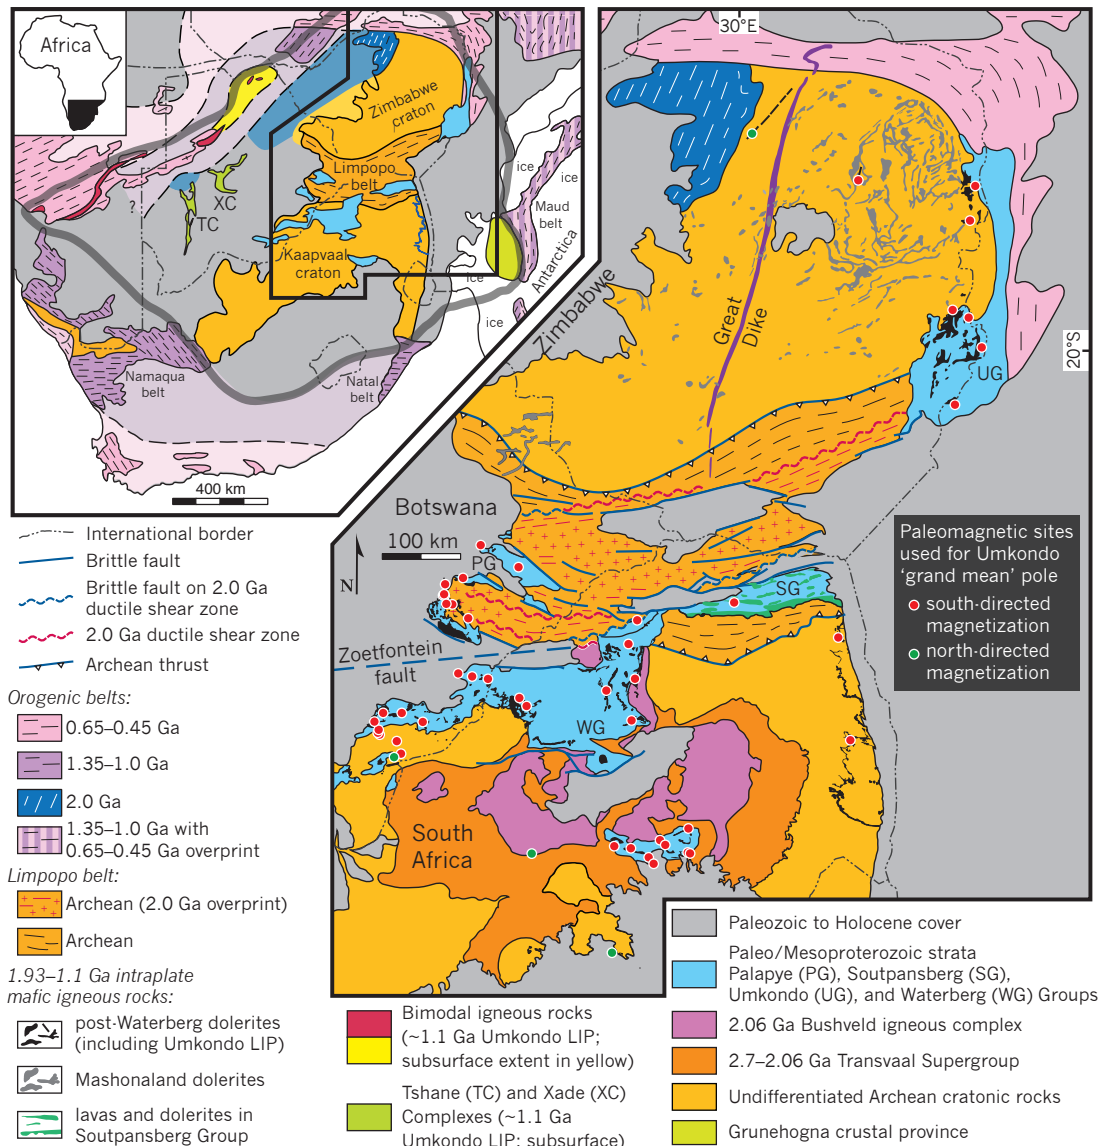 Africa
Zimbabwe
craton
Limpopo
belt
XC
TC
Kaapvaal
craton
ice
ice
Maud
belt
Antarctica
ice
ice
Namaqua
belt
Natal
belt
400 km
30°E
20°S
Zimbabwe
Great
Dike
UG
Botswana
100 km
N
PG
SG
Zoetfontein
fault
WG
South
Africa
Paleomagnetic sites
used for Umkondo
‘grand mean’ pole
south-directed
magnetization
north-directed
magnetization
International border
Brittle fault
Brittle fault on 2.0 Ga
ductile shear zone
2.0 Ga ductile shear zone
Archean thrust
Orogenic belts:
0.65–0.45 Ga
1.35–1.0 Ga
2.0 Ga
1.35–1.0 Ga with
0.65–0.45 Ga overprint
Limpopo belt:
Archean (2.0 Ga overprint)
Archean
1.93–1.1 Ga intraplate
mafic igneous rocks:
post-Waterberg dolerites
(including Umkondo LIP)
Mashonaland dolerites
lavas and dolerites in
Soutpansberg Group
Bimodal igneous rocks
(~1.1 Ga Umkondo LIP;
subsurface extent in yellow)
Tshane (TC) and Xade (XC)
Complexes (~1.1 Ga
Umkondo LIP; subsurface)
Paleozoic to Holocene cover
Paleo/Mesoproterozoic strata
Palapye (PG), Soutpansberg (SG),
Umkondo (UG), and Waterberg (WG) Groups
2.06 Ga Bushveld igneous complex
2.7–2.06 Ga Transvaal Supergroup
Undifferentiated Archean cratonic rocks
Grunehogna crustal province